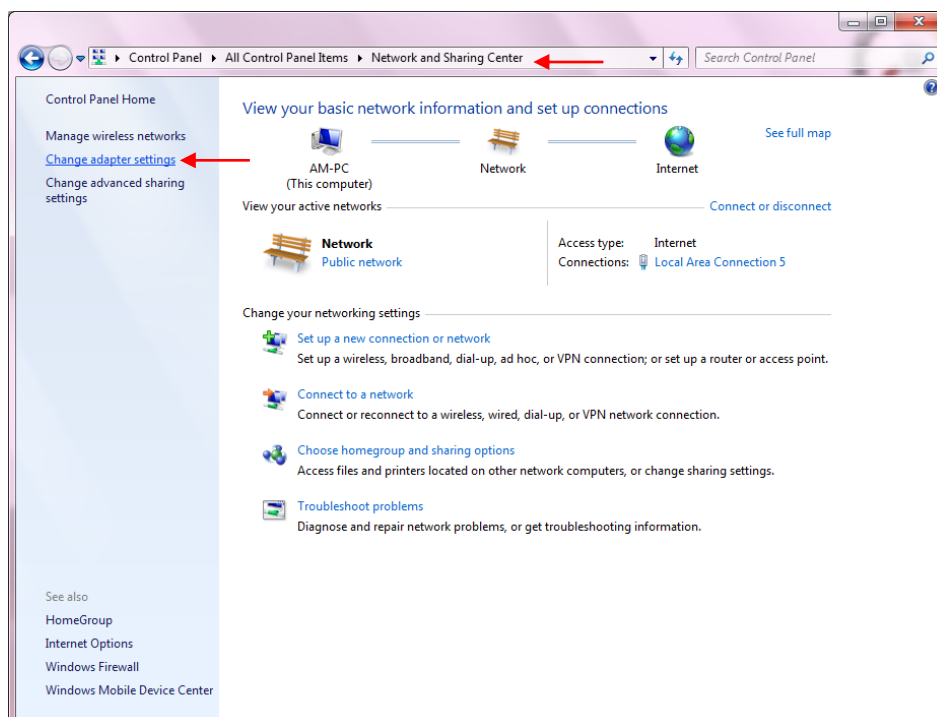 Control Panel All Control Panel Items Network and Sharing Center
Search Control Panel
Control Panel Home
Manage wireless networks
Change adapter settings
Change advanced sharing
settings
View your basic network information and set up connections
See full map
AM-PC
(This computer)
Network
Internet
View your active networks
Connect or disconnect
Network
Public network
Access type: Internet
Connections: Local Area Connection 5
Change your networking settings
Set up a new connection or network
Set up a wireless, broadband, dial-up, ad hoc, or VPN connection; or set up a router or access point.
Connect to a network
Connect or reconnect to a wireless, wired, dial-up, or VPN network connection.
Choose homegroup and sharing options
Access files and printers located on other network computers, or change sharing settings.
Troubleshoot problems
Diagnose and repair network problems, or get troubleshooting information.
See also
HomeGroup
Internet Options
Windows Firewall
Windows Mobile Device Center